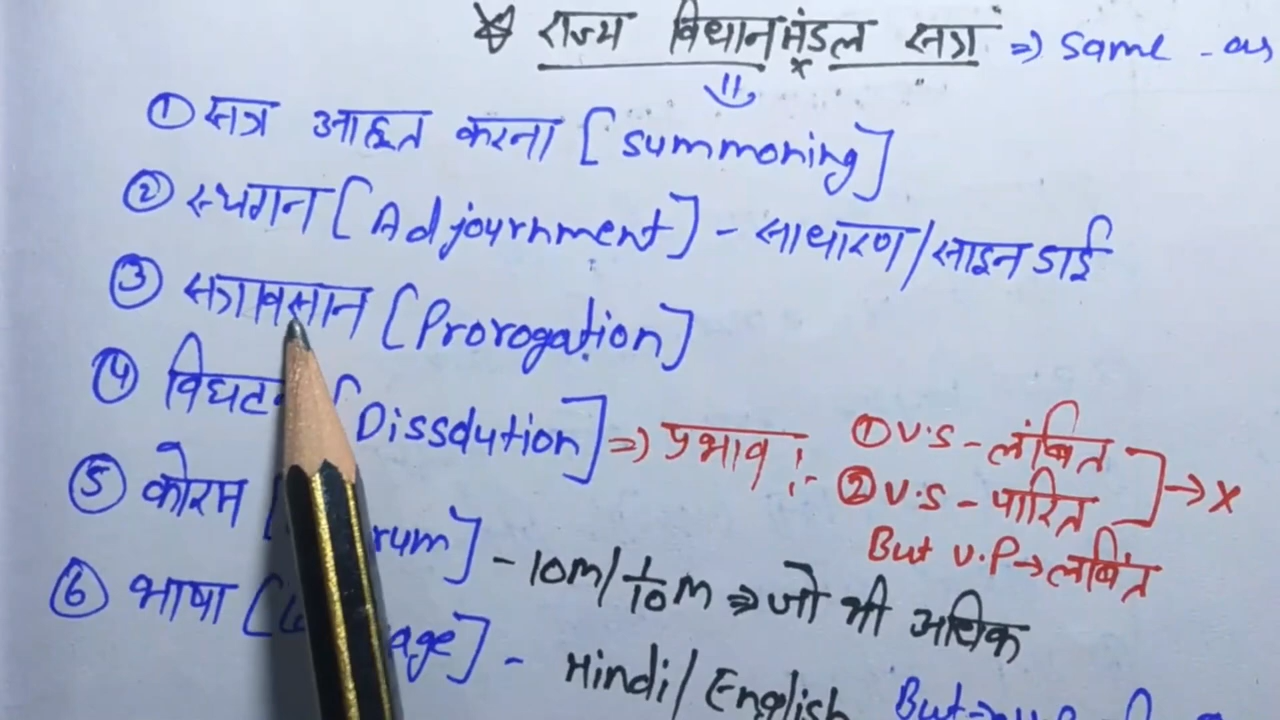 राज्य विधानमंडल सत्र => Same - as
① सत्र आहूत करना [Summoning]
② स्थगन [Adjournment] - साधारण/साइन डाई
③ सत्रावसान [Prorogation]
④ विघटन [Dissolution] => प्रभाव :- ① V.S - लंबित
② V.S - पारित → x
But V.P → लंबित
⑤ कोरम [ rum] - 10m/1/10m => जो भी अधिक
⑥ भाषा [ age] - Hindi/English But